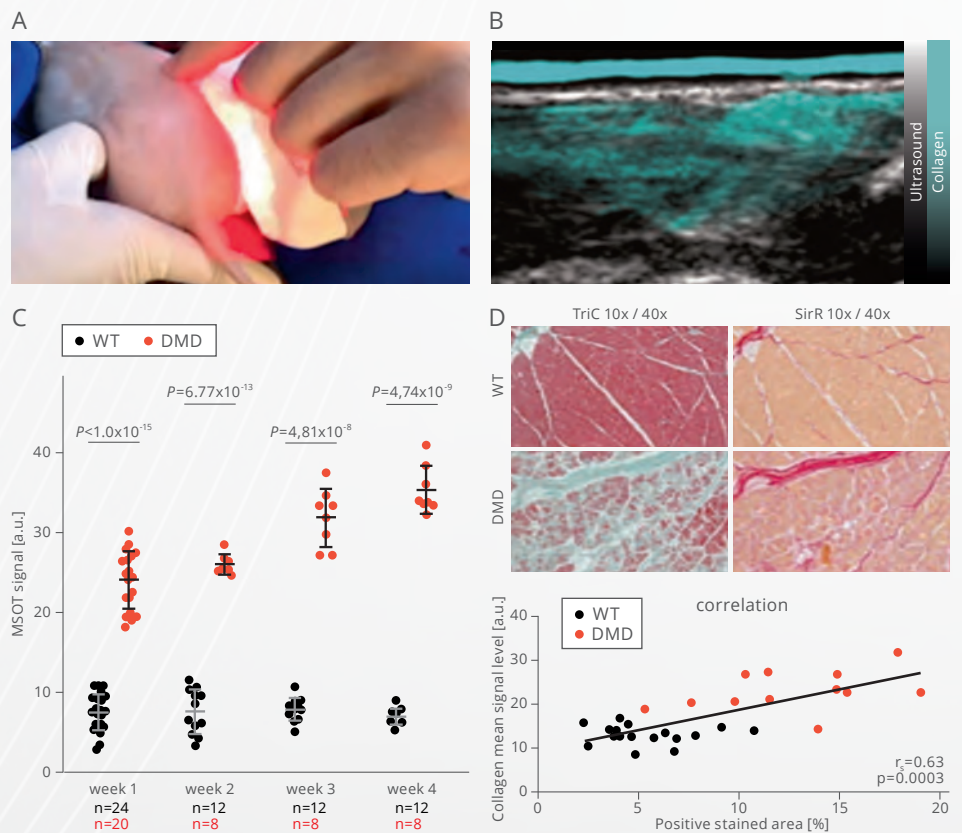 A
B
Ultrasound
Collagen
C
WT DMD
P<1.0x10-15
P=6.77x10-13
P=4,81x10-8
P=4,74x10-9
MSOT signal [a.u.]
40
30
20
10
0
week 1 week 2 week 3 week 4
n=24 n=12 n=12 n=12
n=20 n=8 n=8 n=8
D
TriC 10x / 40x SirR 10x / 40x
WT
DMD
correlation
WT
DMD
Collagen mean signal level [a.u.]
40
30
20
10
0
rs=0.63
p=0.0003
0 5 10 15 20
Positive stained area [%]